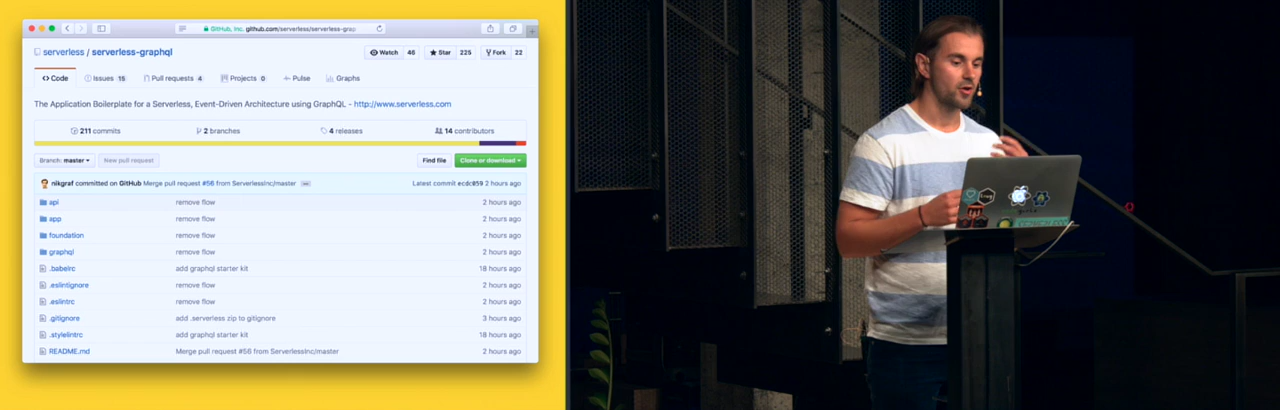 GitHub, Inc. github.com/serverless/serverless-grap
serverless / serverless-graphql
Watch 46 Star 225 Fork 22
Code Issues 15 Pull requests 4 Projects 0 Pulse Graphs
The Application Boilerplate for a Serverless, Event-Driven Architecture using GraphQL - http://www.serverless.com
211 commits 2 branches 4 releases 14 contributors
Branch: master New pull request Find file Clone or download
nikgraf committed on GitHub Merge pull request #56 from ServerlessInc/master Latest commit ecdc059 2 hours ago
api remove flow 2 hours ago
app remove flow 2 hours ago
foundation remove flow 2 hours ago
graphql remove flow 2 hours ago
.babelrc add graphql starter kit 18 hours ago
.eslintignore remove flow 2 hours ago
.eslintrc remove flow 2 hours ago
.gitignore add .serverless zip to gitignore 3 hours ago
.stylelintrc add graphql starter kit 18 hours ago
README.md Merge pull request #56 from ServerlessInc/master 2 hours ago